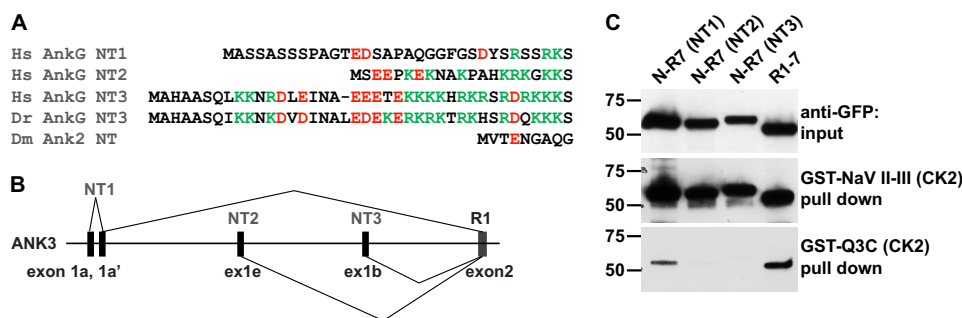 A
Hs AnkG NT1 MASSASSSPAGTEDSAPAQGGFGSDYSRSSRKS
Hs AnkG NT2 MSEEPKEKNAKPAHKRKGKKS
Hs AnkG NT3 MAHAASQLKKNRDLEINA-EEETEKKKKHRKRSRDRKKKS
Dr AnkG NT3 MAHAASQIKKNKDVDINALEDEKERKRKTRKHSRDQKKKS
Dm Ank2 NT MVTENGAQG
B
NT1
NT2
NT3
R1
ANK3
exon 1a, 1a’
ex1e
ex1b
exon2
C
N-R7 (NT1)
N-R7 (NT2)
N-R7 (NT3)
R1-7
75
50
anti-GFP:
input
75
50
GST-NaV II-III (CK2)
pull down
75
50
GST-Q3C (CK2)
pull down